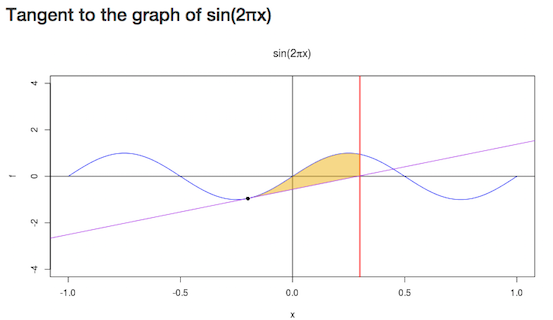 Tangent to the graph of sin(2πx)
sin(2πx)
4
2
0
-2
-4
f
-1.0 -0.5 0.0 0.5 1.0
x